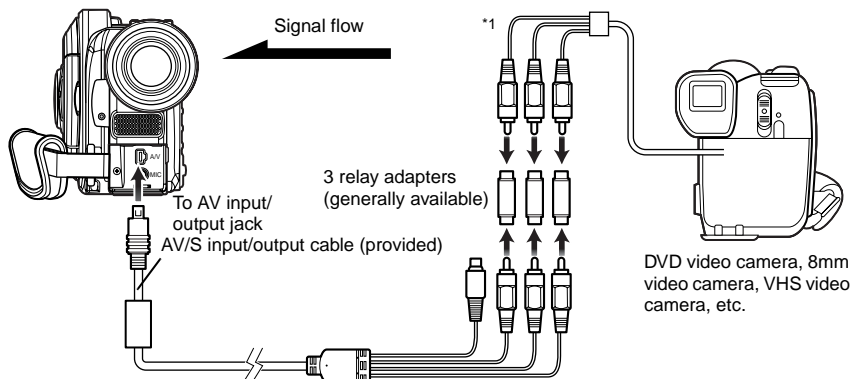 Signal flow
*1
A/V
MIC
3 relay adapters
(generally available)
To AV input/
output jack
AV/S input/output cable (provided)
DVD video camera, 8mm
video camera, VHS video
camera, etc.